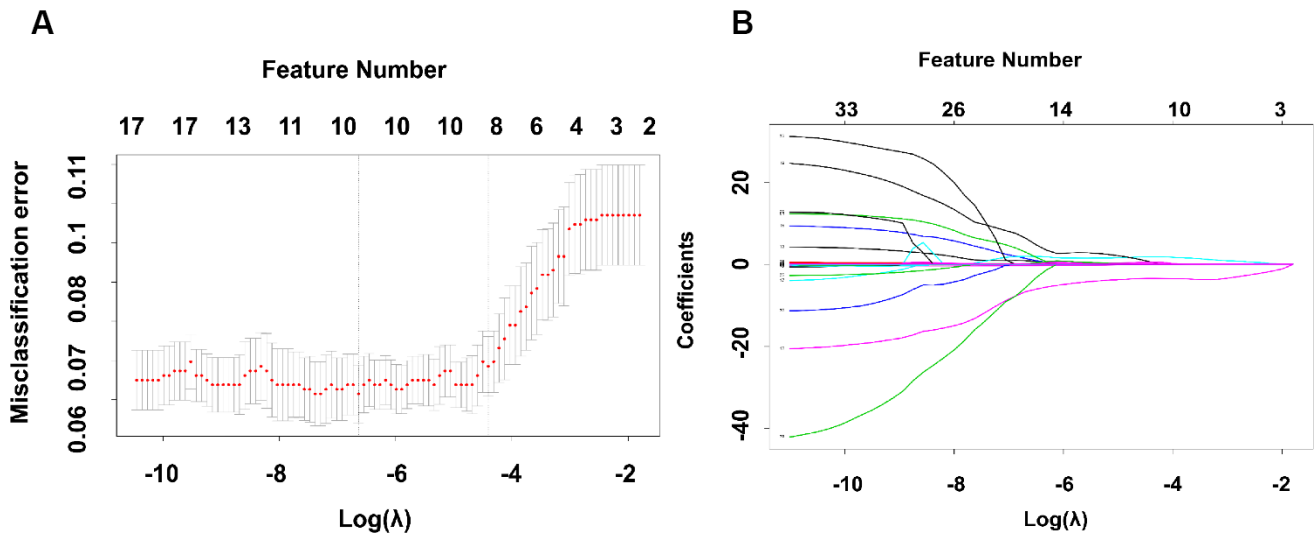 A
Feature Number
17 17 13 11 10 10 10 8 6 4 3 2
Misclassification error
0.11
0.1
0.08
0.07
0.06
-10 -8 -6 -4 -2
Log(λ)
B
Feature Number
33 26 14 10 3
Coefficients
20
0
-20
-40
-10 -8 -6 -4 -2
Log(λ)